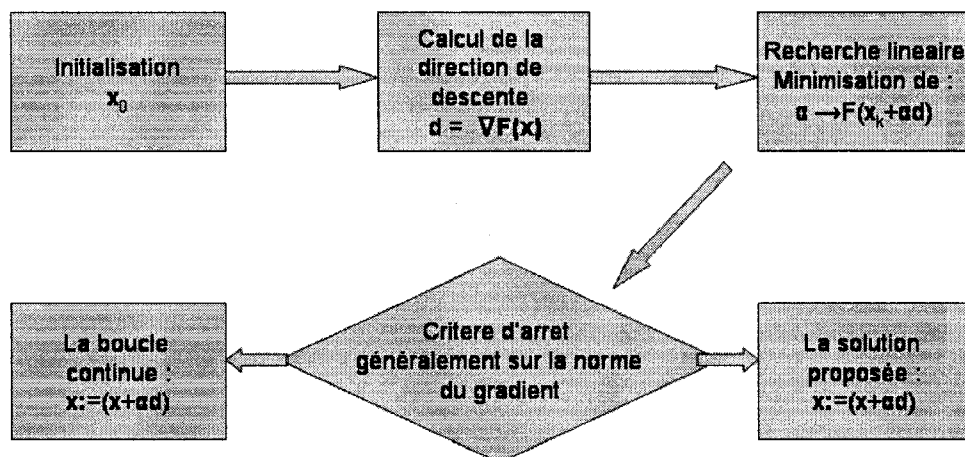 Initialisation
x₀
Calcul de la
direction de
descente
d = ∇F(x)
Recherche lineaire
Minimisation de :
α →F(xₖ+αd)
Critere d'arret
généralement sur la norme
du gradient
La boucle
continue :
x:=(x+αd)
La solution
proposée :
x:=(x+αd)